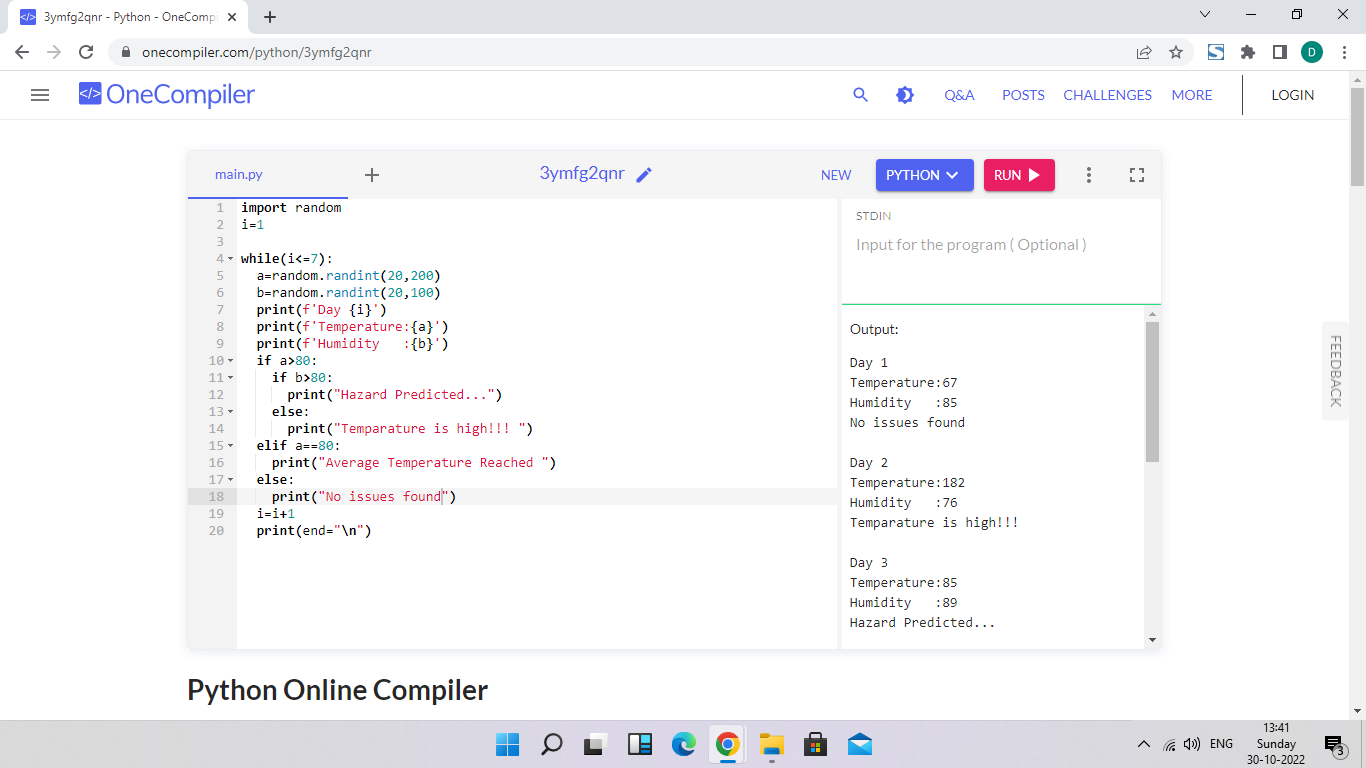 3ymfg2qnr - Python - OneComp
onecompiler.com/python/3ymfg2qnr
D
</> OneCompiler
Q&A POSTS CHALLENGES MORE LOGIN
main.py + 3ymfg2qnr NEW PYTHON RUN
1 import random
2 i=1
3
4 while(i<=7):
5   a=random.randint(20,200)
6   b=random.randint(20,100)
7   print(f'Day {i}')
8   print(f'Temperature:{a}')
9   print(f'Humidity   :{b}')
10   if a>80:
11     if b>80:
12       print("Hazard Predicted...")
13     else:
14       print("Temparature is high!!! ")
15   elif a==80:
16     print("Average Temperature Reached ")
17   else:
18     print("No issues found")
19   i=i+1
20   print(end="\n")
STDIN
Input for the program ( Optional )
Output:
Day 1
Temperature:67
Humidity   :85
No issues found
Day 2
Temperature:182
Humidity   :76
Temparature is high!!!
Day 3
Temperature:85
Humidity   :89
Hazard Predicted...
FEEDBACK
Python Online Compiler
ENG
13:41
Sunday
30-10-2022
3